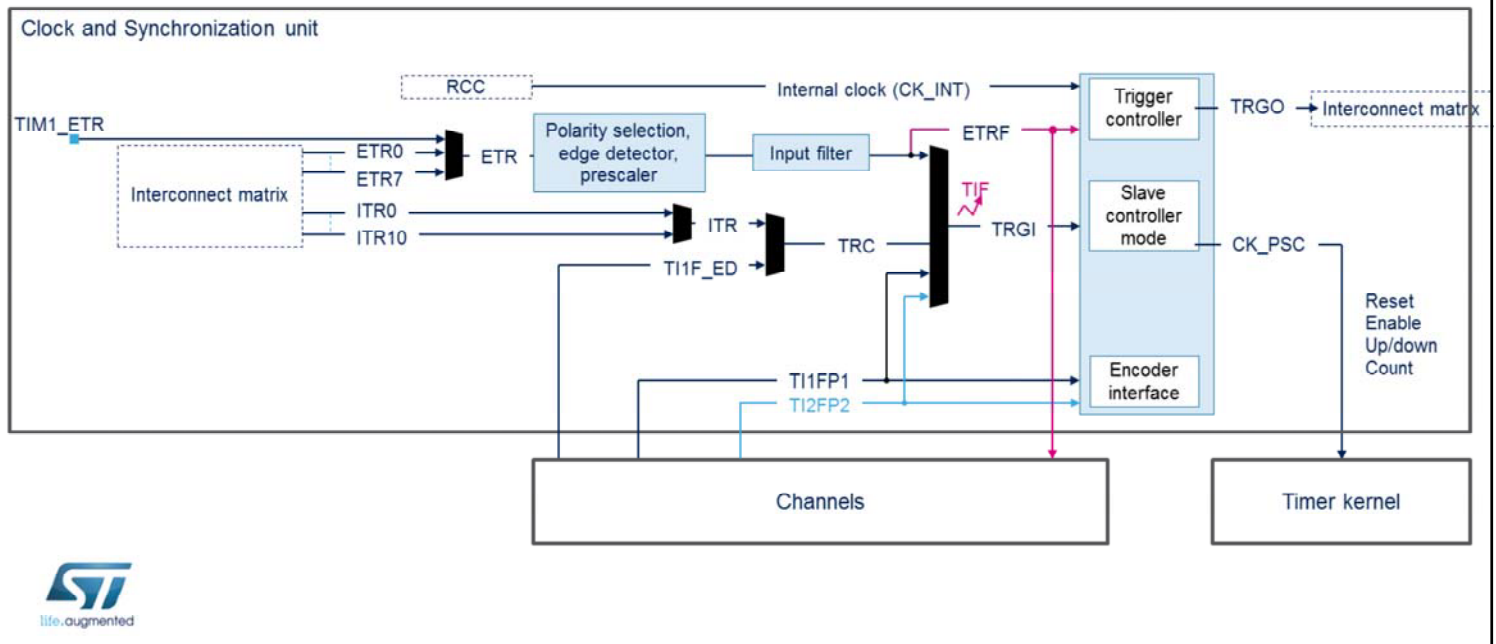 Clock and Synchronization unit
RCC
Internal clock (CK_INT)
Trigger
controller
TRGO
Interconnect matrix
TIM1_ETR
ETR0
ETR7
ETR
Polarity selection,
edge detector,
prescaler
Input filter
ETRF
Interconnect matrix
ITR0
ITR10
ITR
TI1F_ED
TRC
TIF
TRGI
Slave
controller
mode
CK_PSC
Reset
Enable
Up/down
Count
TI1FP1
TI2FP2
Encoder
interface
Channels
Timer kernel
ST
life.augmented